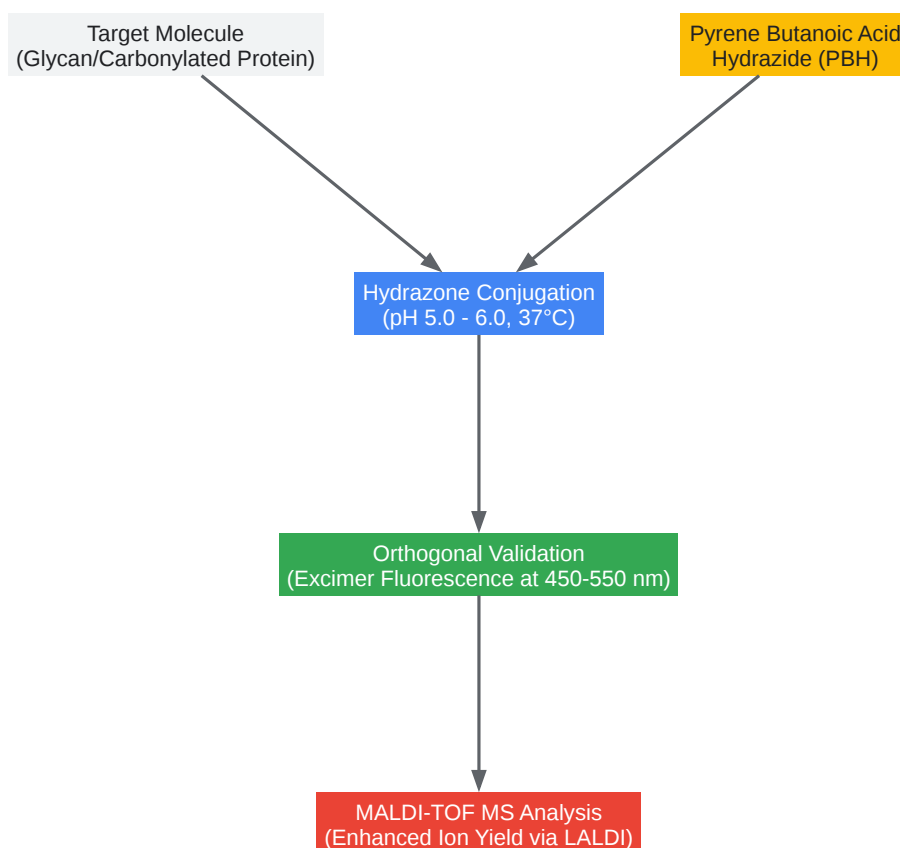 Target Molecule
(Glycan/Carbonylated Protein)
Pyrene Butanoic Acid
Hydrazide (PBH)
Hydrazone Conjugation
(pH 5.0 - 6.0, 37°C)
Orthogonal Validation
(Excimer Fluorescence at 450-550 nm)
MALDI-TOF MS Analysis
(Enhanced Ion Yield via LALDI)